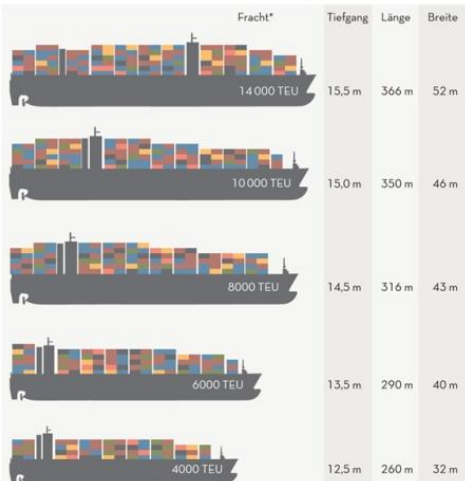 Fracht* Tiefgang Länge Breite
14 000 TEU 15,5 m 366 m 52 m
10 000 TEU 15,0 m 350 m 46 m
8000 TEU 14,5 m 316 m 43 m
6000 TEU 13,5 m 290 m 40 m
4000 TEU 12,5 m 260 m 32 m